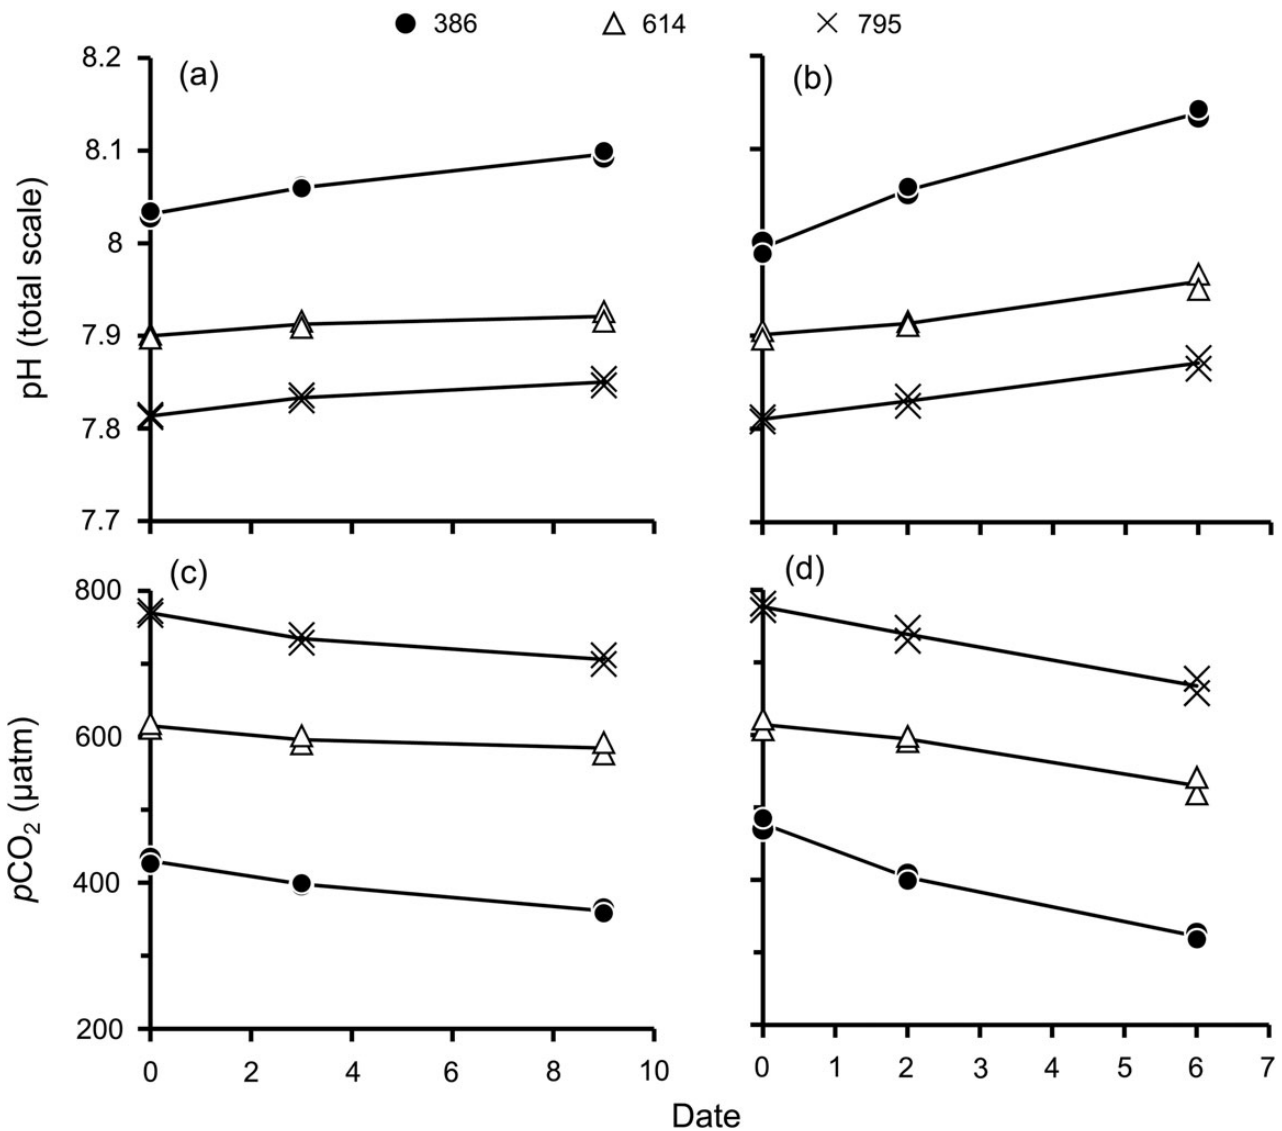 386 614 795
(a) (b)
8.2
8.1
8
7.9
7.8
7.7
pH (total scale)
(c) (d)
800
600
400
200
pCO₂ (µatm)
0 2 4 6 8 10 0 1 2 3 4 5 6 7
Date